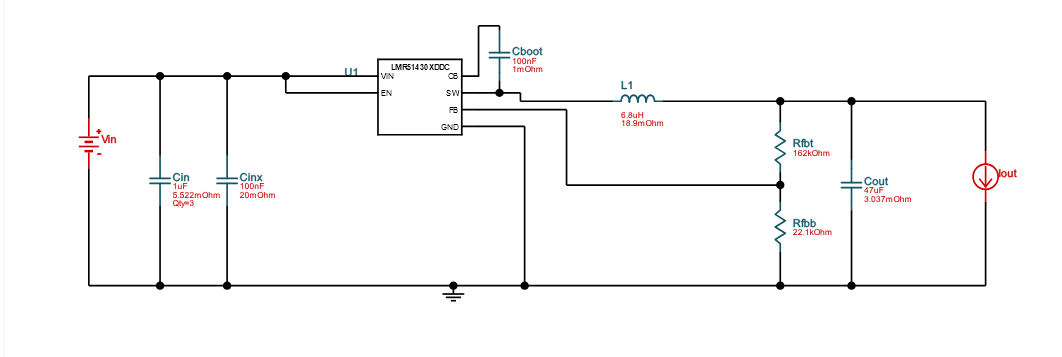 Cboot
100nF
1mOhm
U1
LMR51430XDDC
VIN
CB
EN
SW
FB
GND
L1
6.8uH
18.9mOhm
+
Vin
-
Rfbt
162kOhm
Cin
1uF
5.522mOhm
Qty=3
Cinx
100nF
20mOhm
Cout
47uF
3.037mOhm
Iout
Rfbb
22.1kOhm